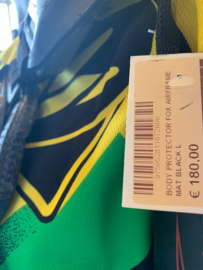 BODY PROTECTOR FOX AIRFRAME
MAT BLACK L
€ 180,00